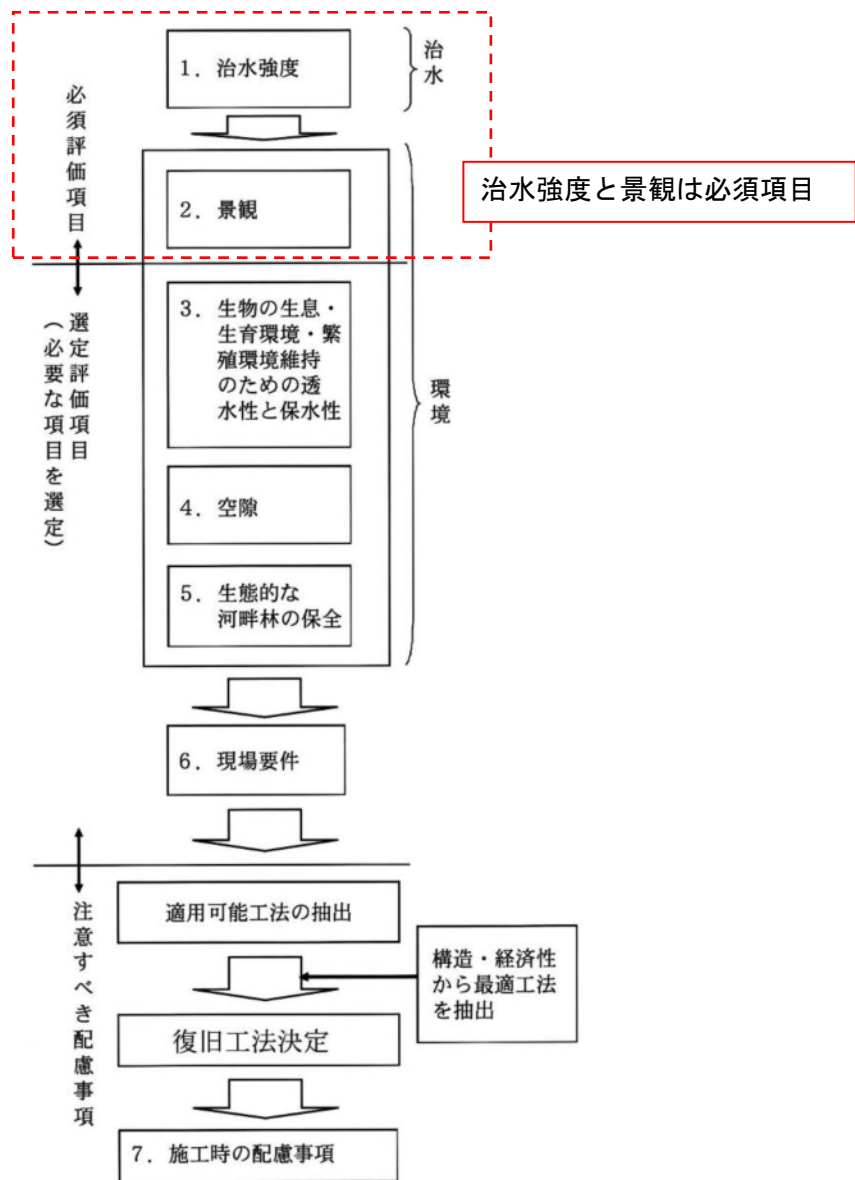 1．治水強度
治水
必須評価項目
治水強度と景観は必須項目
2．景観
3．生物の生息・
生育環境・繁
殖環境維持
のための透
水性と保水性
選定評価項目
（必要な項目を選定）
環境
4．空隙
5．生態的な
河畔林の保全
6．現場要件
適用可能工法の抽出
注意すべき配慮事項
構造・経済性
から最適工法
を抽出
復旧工法決定
7．施工時の配慮事項